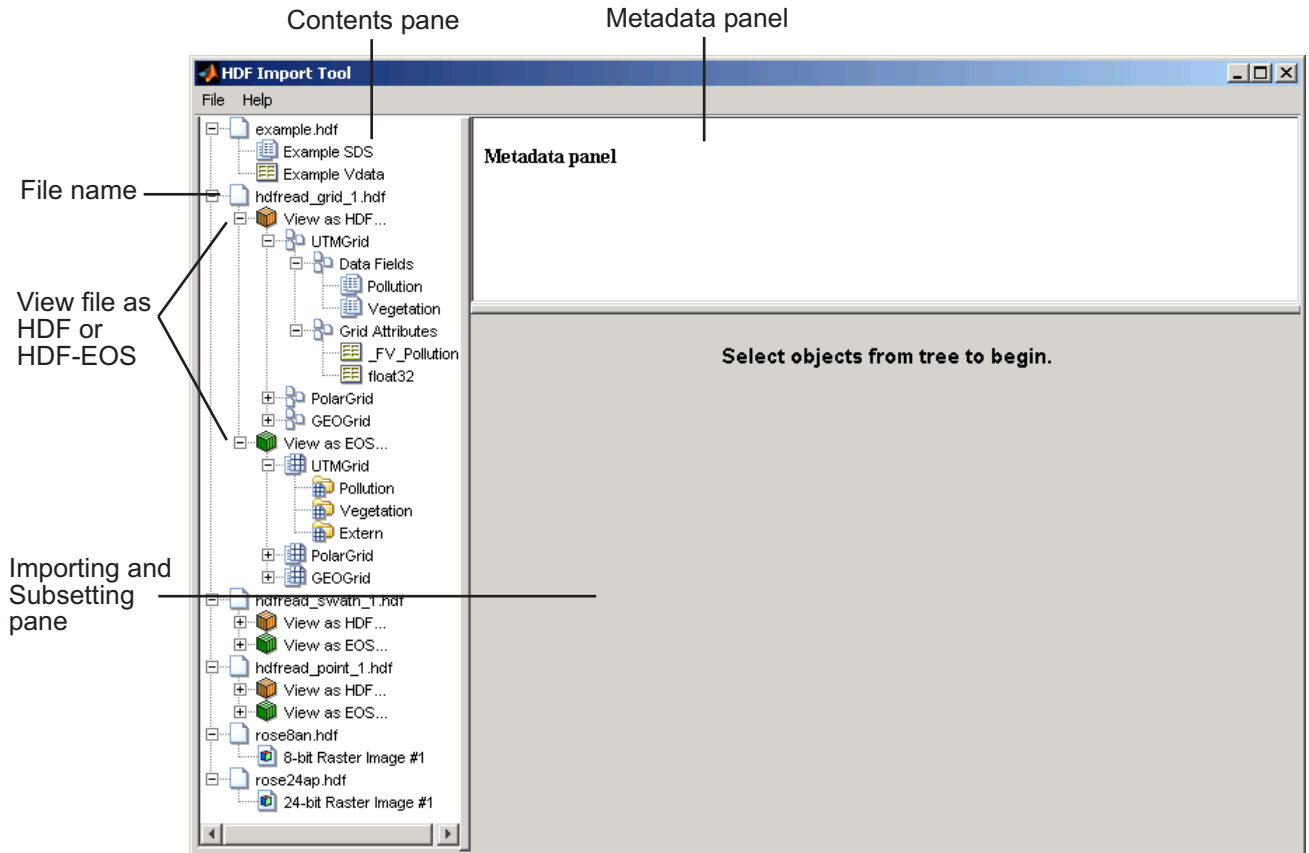 Contents pane
Metadata panel
HDF Import Tool
File Help
example.hdf
Example SDS
Example Vdata
File name
hdfread_grid_1.hdf
View as HDF...
UTMGrid
Data Fields
Pollution
Vegetation
Grid Attributes
_FV_Pollution
float32
PolarGrid
GEOGrid
View as EOS...
UTMGrid
Pollution
Vegetation
Extern
PolarGrid
GEOGrid
hdfread_swath_1.hdf
View as HDF...
View as EOS...
hdfread_point_1.hdf
View as HDF...
View as EOS...
rose8an.hdf
8-bit Raster Image #1
rose24ap.hdf
24-bit Raster Image #1
View file as
HDF or
HDF-EOS
Importing and
Subsetting
pane
Metadata panel
Select objects from tree to begin.